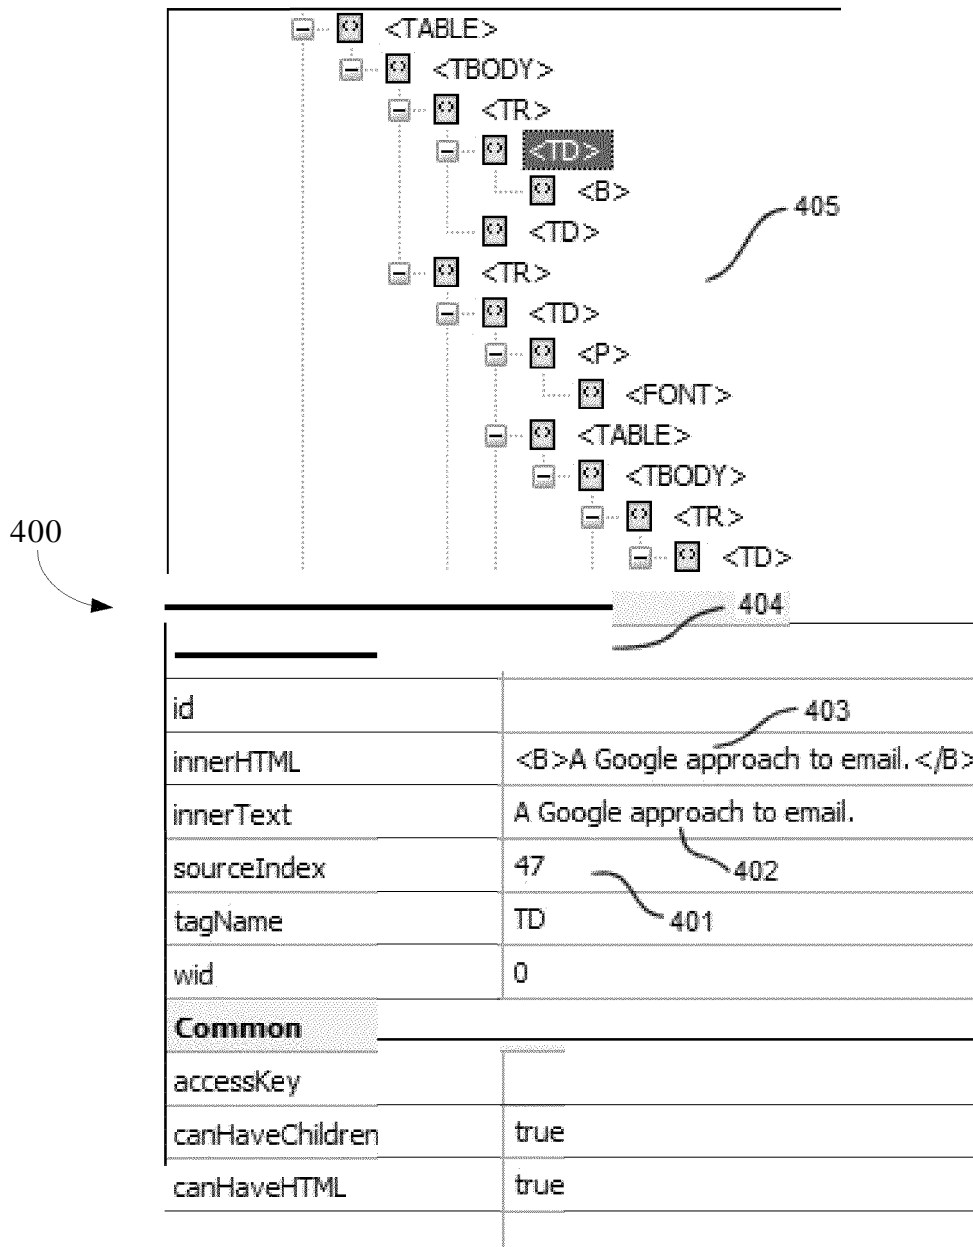 <TABLE>
<TBODY>
<TR>
<TD>
<B>
405
<TD>
<TR>
<TD>
<P>
<FONT>
<TABLE>
<TBODY>
<TR>
400
<TD>
404
id
403
innerHTML <B>A Google approach to email.</B>
innerText A Google approach to email.
sourceIndex 47
402
tagName TD
401
wid 0
Common
accessKey
canHaveChildren true
canHaveHTML true